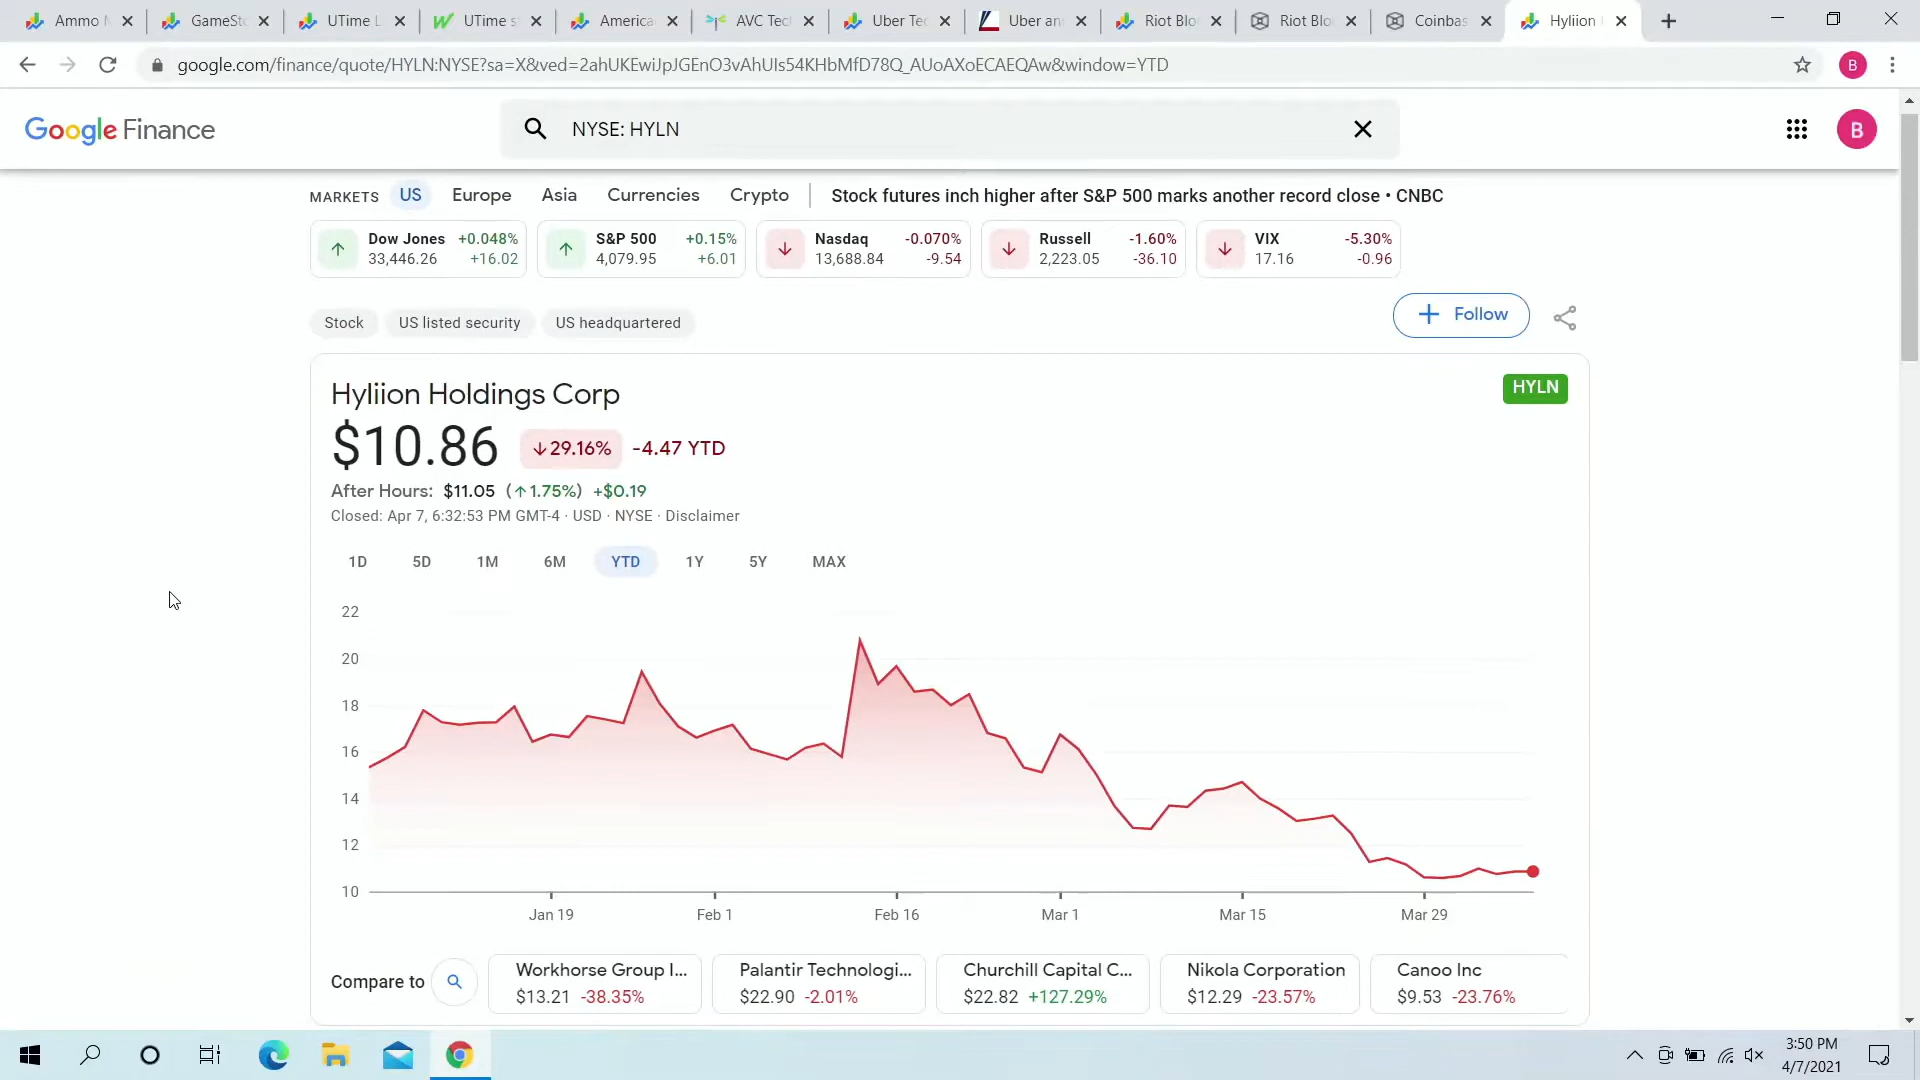 Ammo M
GameSto
UTime L
UTime s
America
AVC Tec
Uber Tec
Uber an
Riot Blo
Riot Blo
Coinbas
Hyliion
google.com/finance/quote/HYLN:NYSE?sa=X&ved=2ahUKEwiJpJGEnO3vAhUIs54KHbMfD78Q_AUoAXoECAEQAw&window=YTD
B
Google Finance
NYSE: HYLN
B
MARKETS US Europe Asia Currencies Crypto
Stock futures inch higher after S&P 500 marks another record close • CNBC
Dow Jones +0.048%
33,446.26 +16.02
S&P 500 +0.15%
4,079.95 +6.01
Nasdaq -0.070%
13,688.84 -9.54
Russell -1.60%
2,223.05 -36.10
VIX -5.30%
17.16 -0.96
Stock
US listed security
US headquartered
+ Follow
Hyliion Holdings Corp
HYLN
$10.86 ↓29.16% -4.47 YTD
After Hours: $11.05 (↑1.75%) +$0.19
Closed: Apr 7, 6:32:53 PM GMT-4 · USD · NYSE · Disclaimer
1D 5D 1M 6M YTD 1Y 5Y MAX
22
20
18
16
14
12
10
Jan 19 Feb 1 Feb 16 Mar 1 Mar 15 Mar 29
Compare to
Workhorse Group I...
$13.21 -38.35%
Palantir Technologi...
$22.90 -2.01%
Churchill Capital C...
$22.82 +127.29%
Nikola Corporation
$12.29 -23.57%
Canoo Inc
$9.53 -23.76%
3:50 PM
4/7/2021